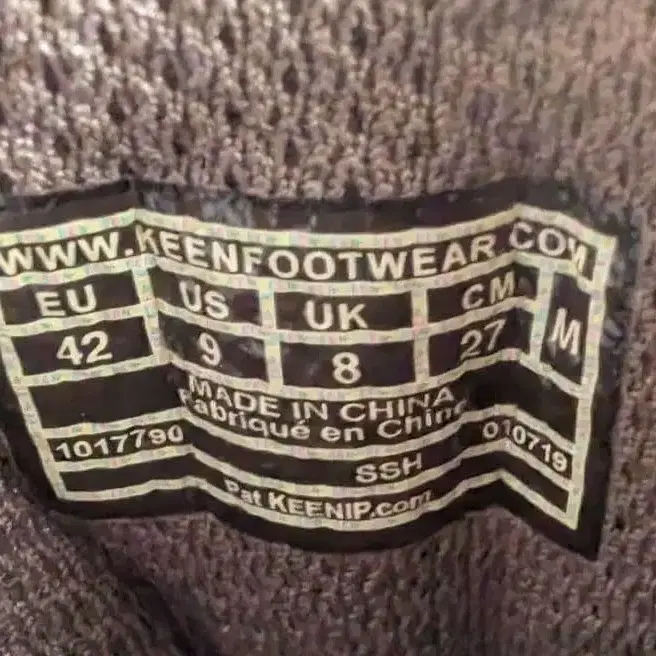 WWW.KEENFOOTWEAR.COM
EU US UK CM M
42 9 8 27
MADE IN CHINA
Fabriqué en Chine
1017790 SSH 010719
Pat KEENIP.com